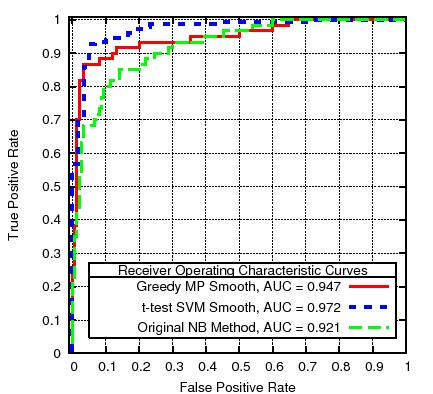 1
0.9
0.8
0.7
0.6
0.5
0.4
0.3
0.2
0.1
0
True Positive Rate
Receiver Operating Characteristic Curves
Greedy MP Smooth, AUC = 0.947
t-test SVM Smooth, AUC = 0.972
Original NB Method, AUC = 0.921
0 0.1 0.2 0.3 0.4 0.5 0.6 0.7 0.8 0.9 1
False Positive Rate